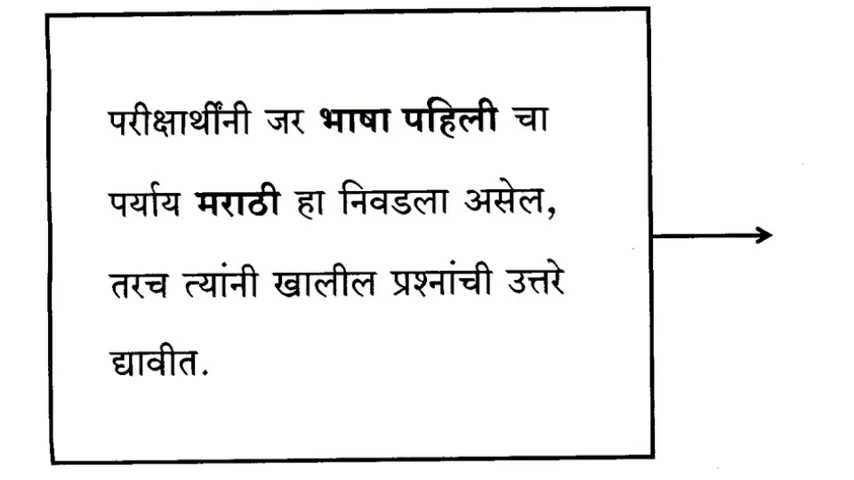 परीक्षार्थींनी जर भाषा पहिली चा
पर्याय मराठी हा निवडला असेल,
तरच त्यांनी खालील प्रश्नांची उत्तरे
द्यावीत.